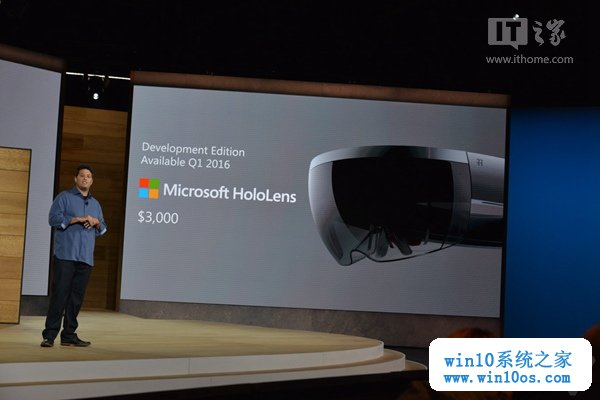 IT之家
www.ithome.com
Development Edition
Available Q1 2016
Microsoft HoloLens
$3,000
win10系统之家
www.win10os.com